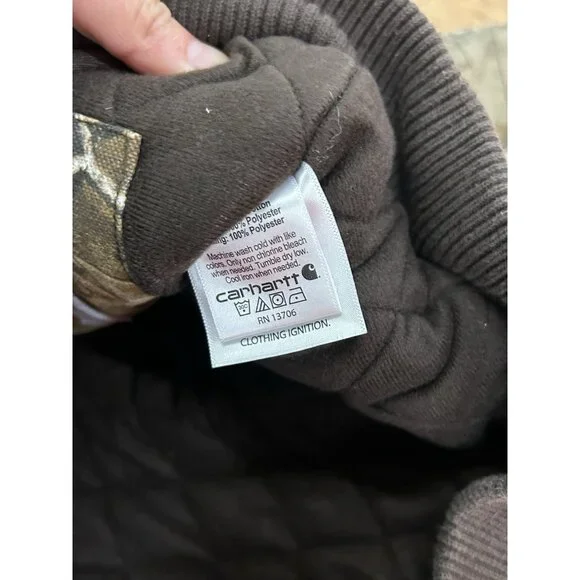 100% Polyester
Machine wash cold with like
colors. Only non chlorine bleach
when needed. Tumble dry low.
Cool iron when needed.
carhartt
RN 13706
CLOTHING IGNITION.